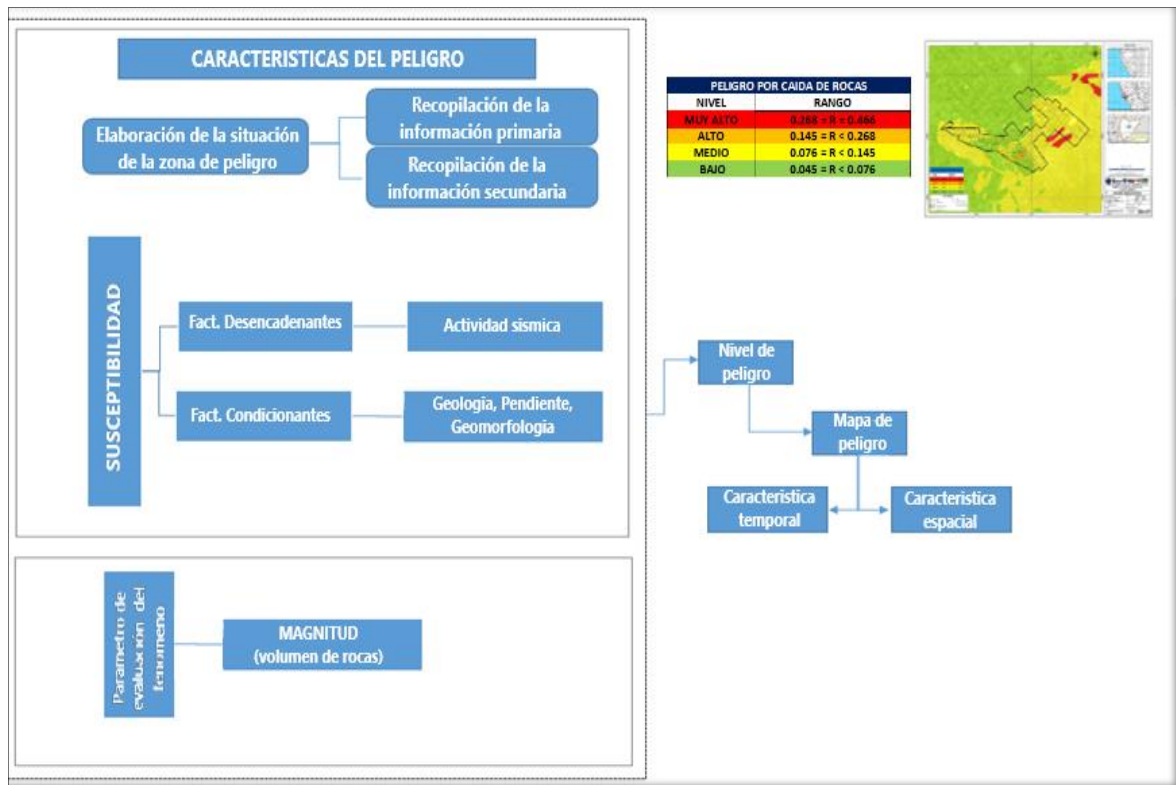 CARACTERISTICAS DEL PELIGRO
Elaboración de la situación
de la zona de peligro
Recopilación de la
información primaria
Recopilación de la
información secundaria
SUSCEPTIBILIDAD
Fact. Desencadenantes
Actividad sísmica
Fact. Condicionantes
Geologia, Pendiente,
Geomorfologia
Parametro de
evaluación del
fenomeno
MAGNITUD
(volumen de rocas)
PELIGRO POR CAIDA DE ROCAS
NIVEL RANGO
MUY ALTO 0.268 = R = 0.466
ALTO 0.145 = R < 0.268
MEDIO 0.076 = R < 0.145
BAJO 0.045 = R < 0.076
Nivel de
peligro
Mapa de
peligro
Caracteristica
temporal
Caracteristica
espacial